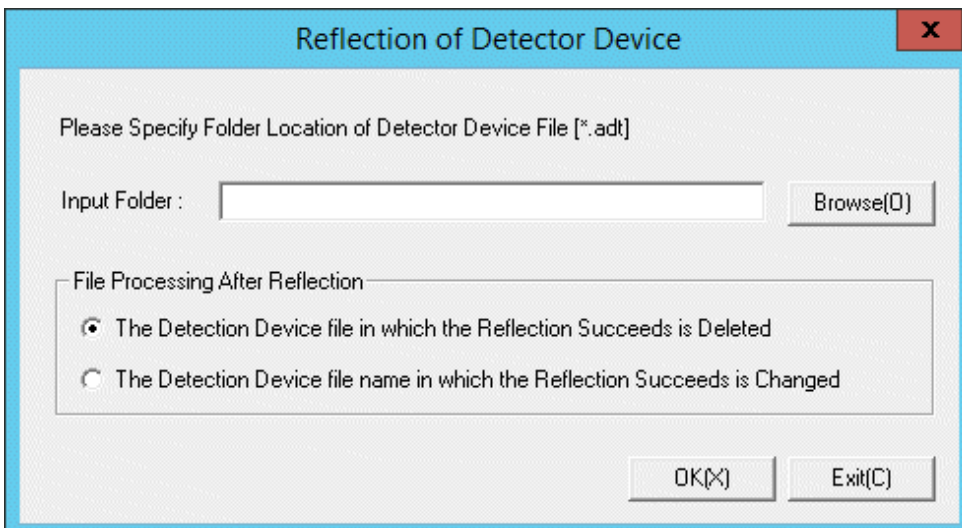 Reflection of Detector Device
x
Please Specify Folder Location of Detector Device File [*.adt]
Input Folder :
Browse(O)
File Processing After Reflection
The Detection Device file in which the Reflection Succeeds is Deleted
The Detection Device file name in which the Reflection Succeeds is Changed
OK(X)
Exit(C)